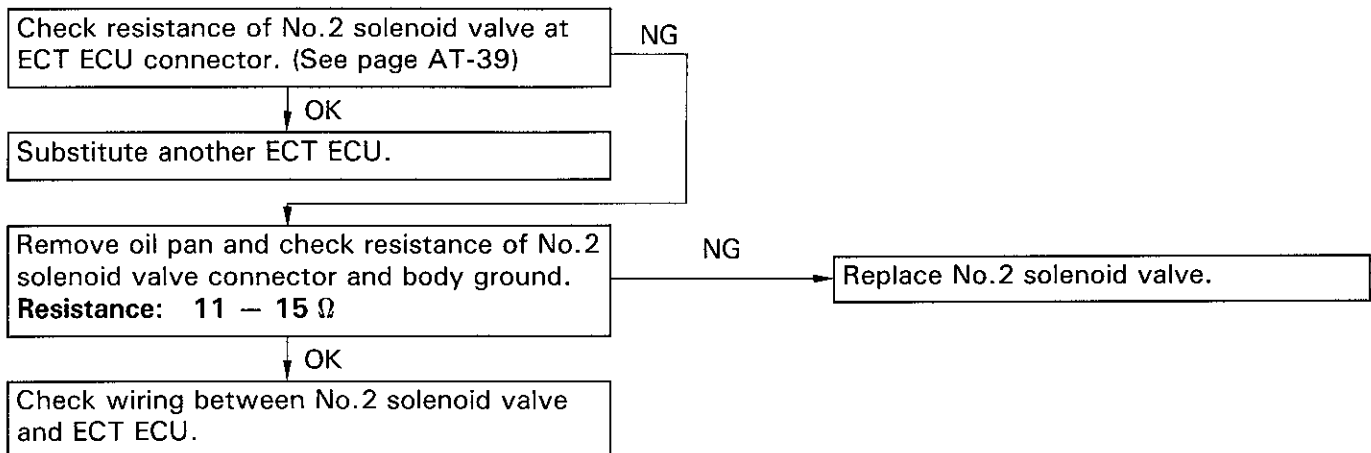 Check resistance of No.2 solenoid valve at
ECT ECU connector. (See page AT-39)
NG
OK
Substitute another ECT ECU.
Remove oil pan and check resistance of No.2
solenoid valve connector and body ground.
Resistance: 11 — 15 Ω
NG
Replace No.2 solenoid valve.
OK
Check wiring between No.2 solenoid valve
and ECT ECU.